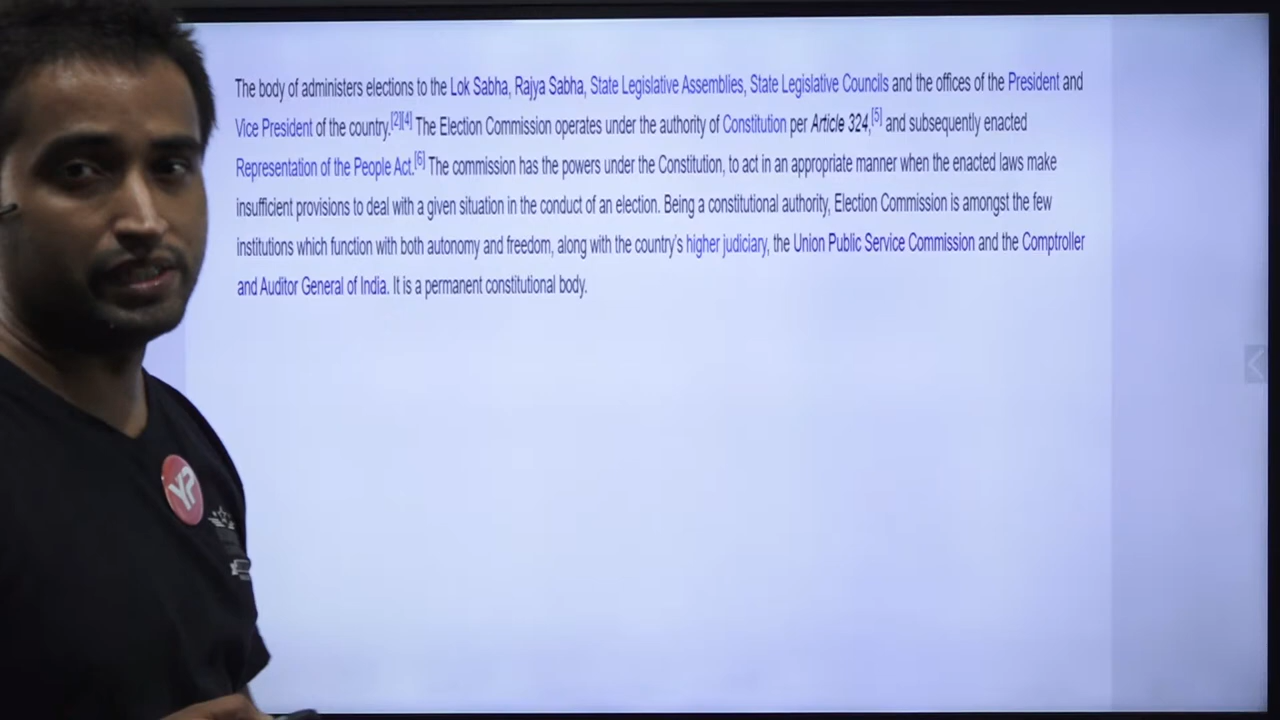 The body of administers elections to the Lok Sabha, Rajya Sabha, State Legislative Assemblies, State Legislative Councils and the offices of the President and
Vice President of the country.[2][4] The Election Commission operates under the authority of Constitution per Article 324,[5] and subsequently enacted
Representation of the People Act.[6] The commission has the powers under the Constitution, to act in an appropriate manner when the enacted laws make
insufficient provisions to deal with a given situation in the conduct of an election. Being a constitutional authority, Election Commission is amongst the few
institutions which function with both autonomy and freedom, along with the country's higher judiciary, the Union Public Service Commission and the Comptroller
and Auditor General of India. It is a permanent constitutional body.
YP